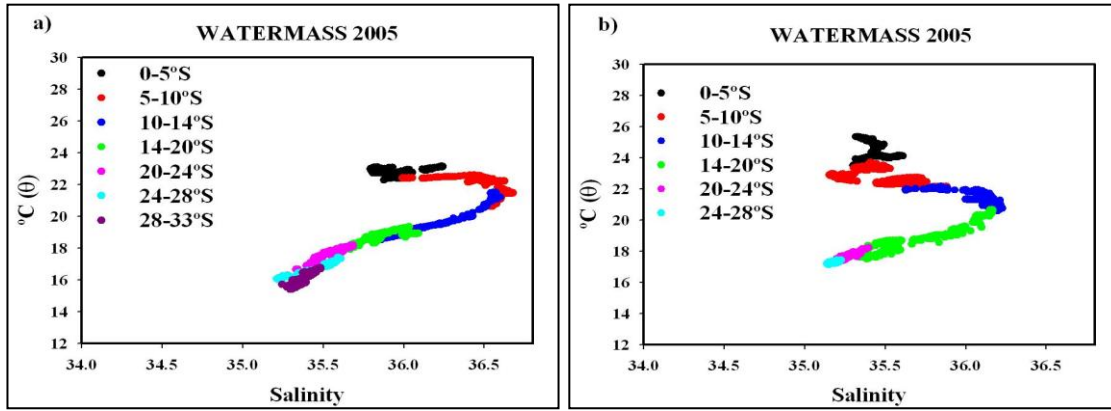 a)
WATERMASS 2005
30
28
26
24
22
20
18
16
14
12
ºC (θ)
0-5ºS
5-10ºS
10-14ºS
14-20ºS
20-24ºS
24-28ºS
28-33ºS
34.0 34.5 35.0 35.5 36.0 36.5
Salinity
b)
WATERMASS 2005
30
28
26
24
22
20
18
16
14
12
ºC (θ)
0-5ºS
5-10ºS
10-14ºS
14-20ºS
20-24ºS
24-28ºS
34.0 34.5 35.0 35.5 36.0 36.5
Salinity